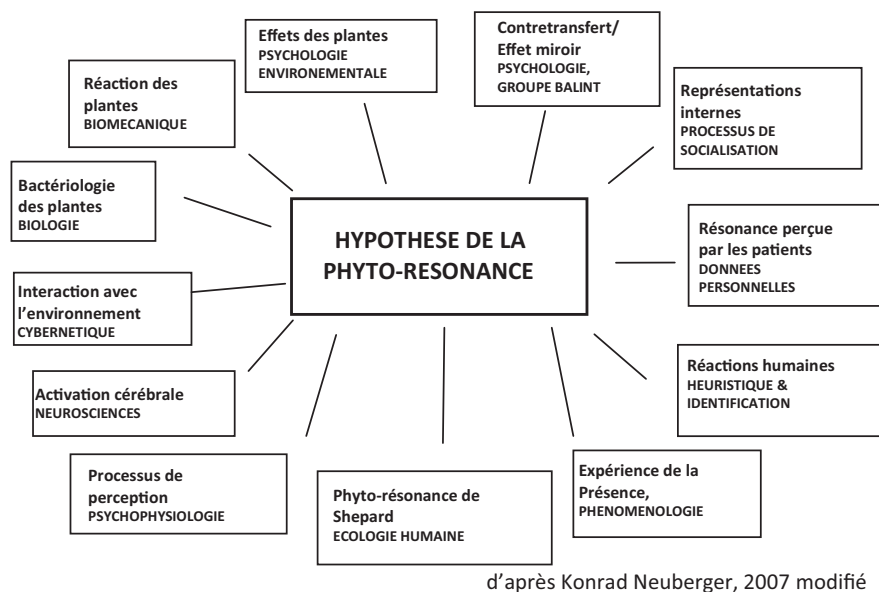 Effets des plantes
PSYCHOLOGIE
ENVIRONEMENTALE
Contretransfert/
Effet miroir
PSYCHOLOGIE,
GROUPE BALINT
Réaction des
plantes
BIOMECANIQUE
Représentations
internes
PROCESSUS DE
SOCIALISATION
Bactériologie
des plantes
BIOLOGIE
HYPOTHESE DE LA
PHYTO-RESONANCE
Résonance perçue
par les patients
DONNEES
PERSONNELLES
Interaction avec
l'environnement
CYBERNETIQUE
Activation cérébrale
NEUROSCIENCES
Réactions humaines
HEURISTIQUE &
IDENTIFICATION
Processus de
perception
PSYCHOPHYSIOLOGIE
Phyto-résonance de
Shepard
ECOLOGIE HUMAINE
Expérience de la
Présence,
PHENOMENOLOGIE
d'après Konrad Neuberger, 2007 modifié